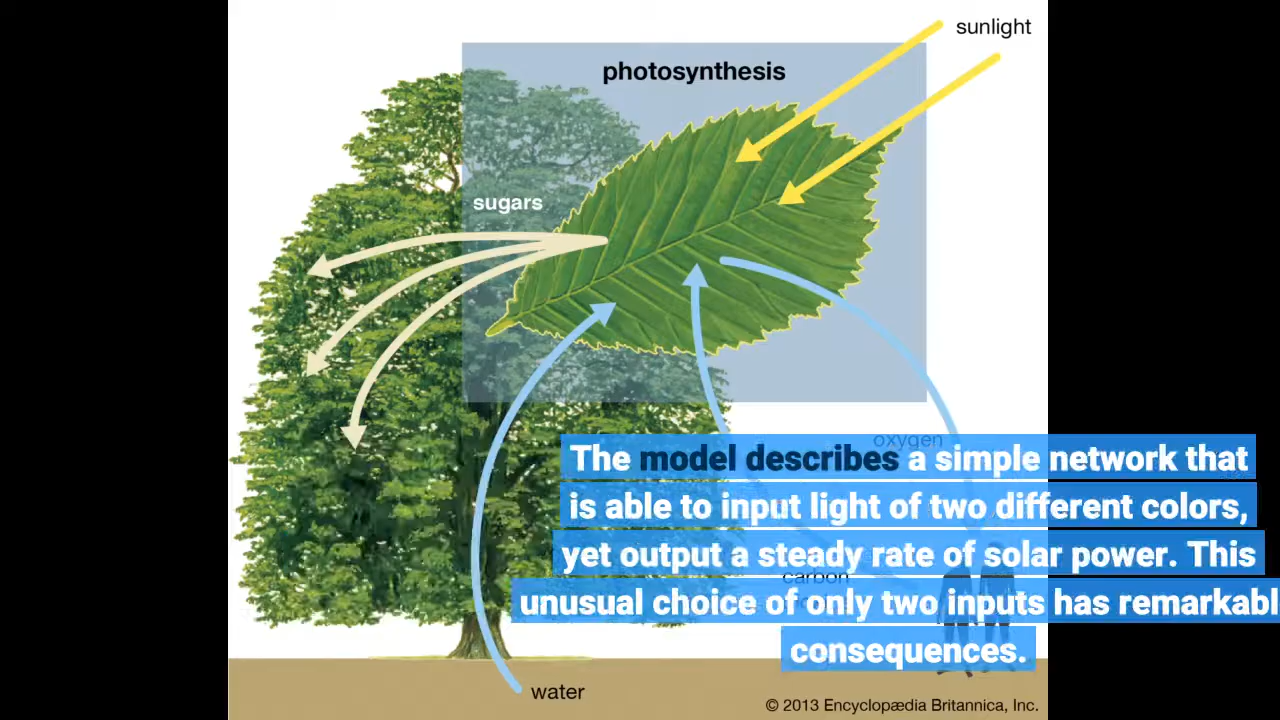 sunlight
photosynthesis
sugars
oxygen
The model describes a simple network that
is able to input light of two different colors,
yet output a steady rate of solar power. This
carbon
unusual choice of only two inputs has remarkabl
consequences.
water
© 2013 Encyclopædia Britannica, Inc.